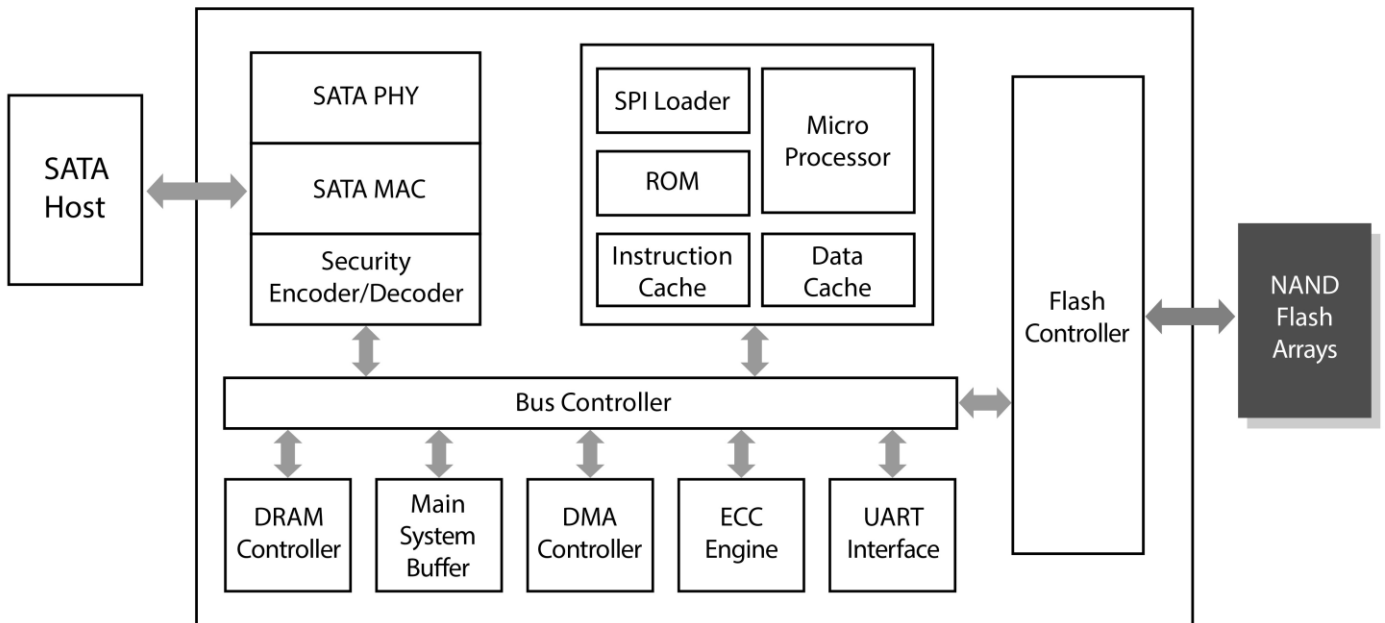 SATA
Host
SATA PHY
SATA MAC
Security
Encoder/Decoder
SPI Loader
ROM
Instruction
Cache
Micro
Processor
Data
Cache
Flash
Controller
NAND
Flash
Arrays
Bus Controller
DRAM
Controller
Main
System
Buffer
DMA
Controller
ECC
Engine
UART
Interface